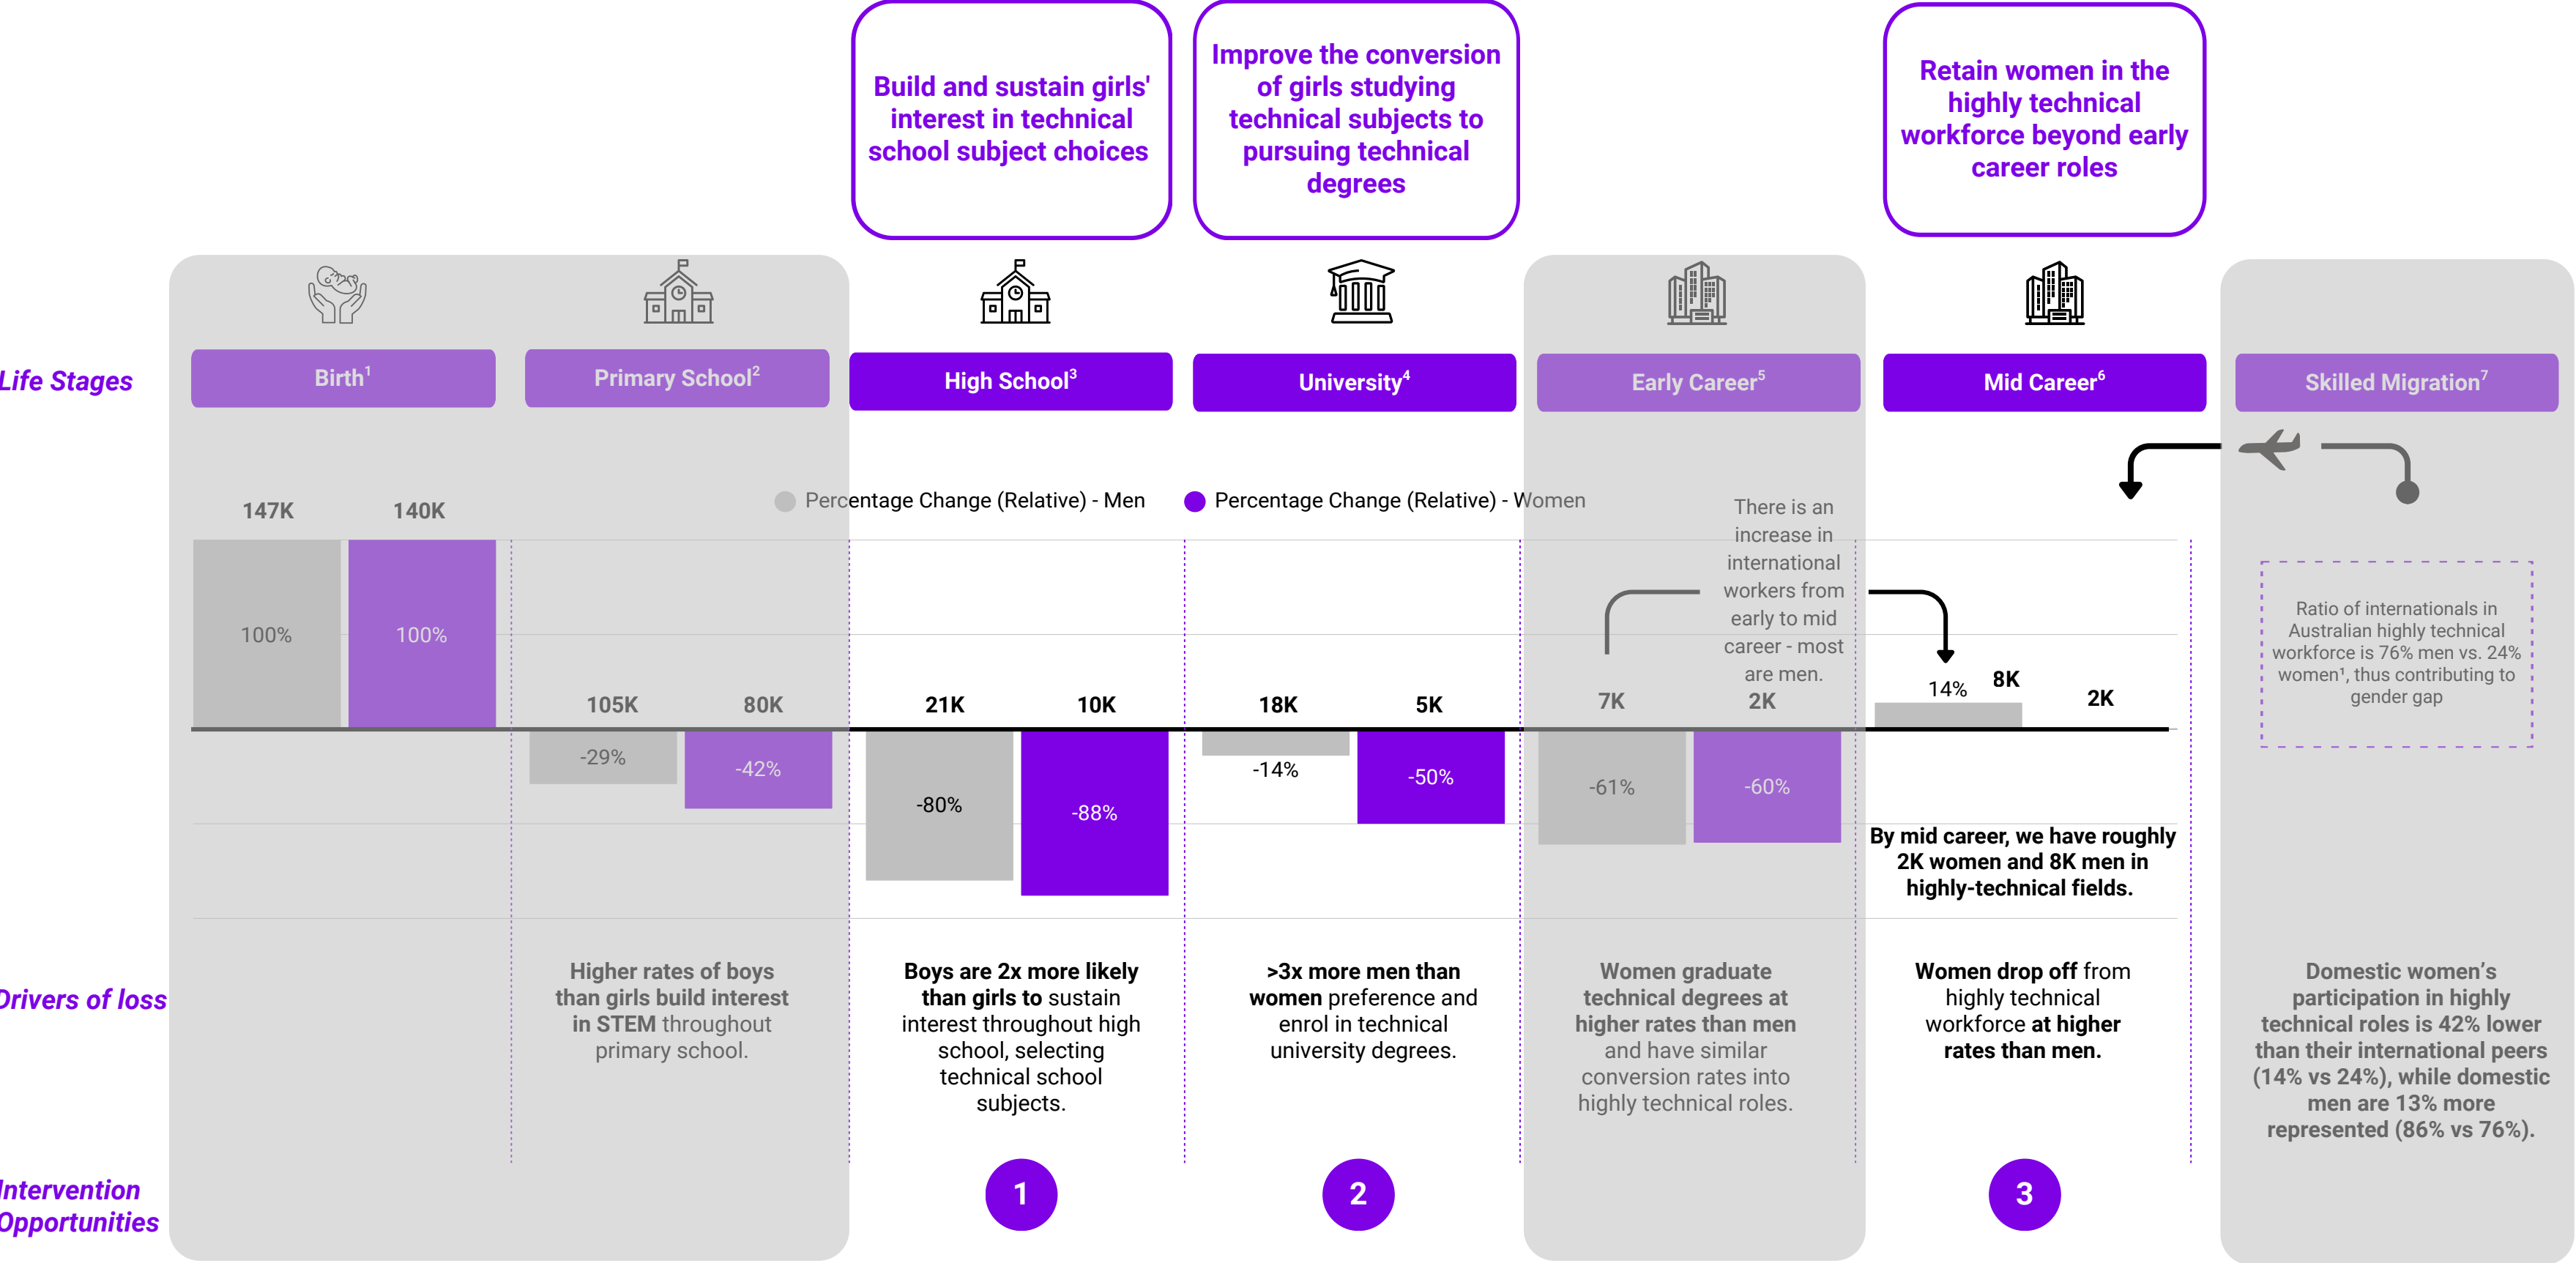 Build and sustain girls'
interest in technical
school subject choices
Improve the conversion
of girls studying
technical subjects to
pursuing technical
degrees
Retain women in the
highly technical
workforce beyond early
career roles
Life Stages
Birth¹
Primary School²
High School³
University⁴
Early Career⁵
Mid Career⁶
Skilled Migration⁷
Percentage Change (Relative) - Men
Percentage Change (Relative) - Women
147K
140K
100%
100%
105K
80K
-29%
-42%
21K
10K
-80%
-88%
18K
5K
-14%
-50%
There is an
increase in
international
workers from
early to mid
career - most
are men.
7K
2K
-61%
-60%
14%
8K
2K
By mid career, we have roughly
2K women and 8K men in
highly-technical fields.
Ratio of internationals in
Australian highly technical
workforce is 76% men vs. 24%
women¹, thus contributing to
gender gap
Drivers of loss
Higher rates of boys
than girls build interest
in STEM throughout
primary school.
Boys are 2x more likely
than girls to sustain
interest throughout high
school, selecting
technical school
subjects.
>3x more men than
women preference and
enrol in technical
university degrees.
Women graduate
technical degrees at
higher rates than men
and have similar
conversion rates into
highly technical roles.
Women drop off from
highly technical
workforce at higher
rates than men.
Domestic women’s
participation in highly
technical roles is 42% lower
than their international peers
(14% vs 24%), while domestic
men are 13% more
represented (86% vs 76%).
Intervention
Opportunities
1
2
3